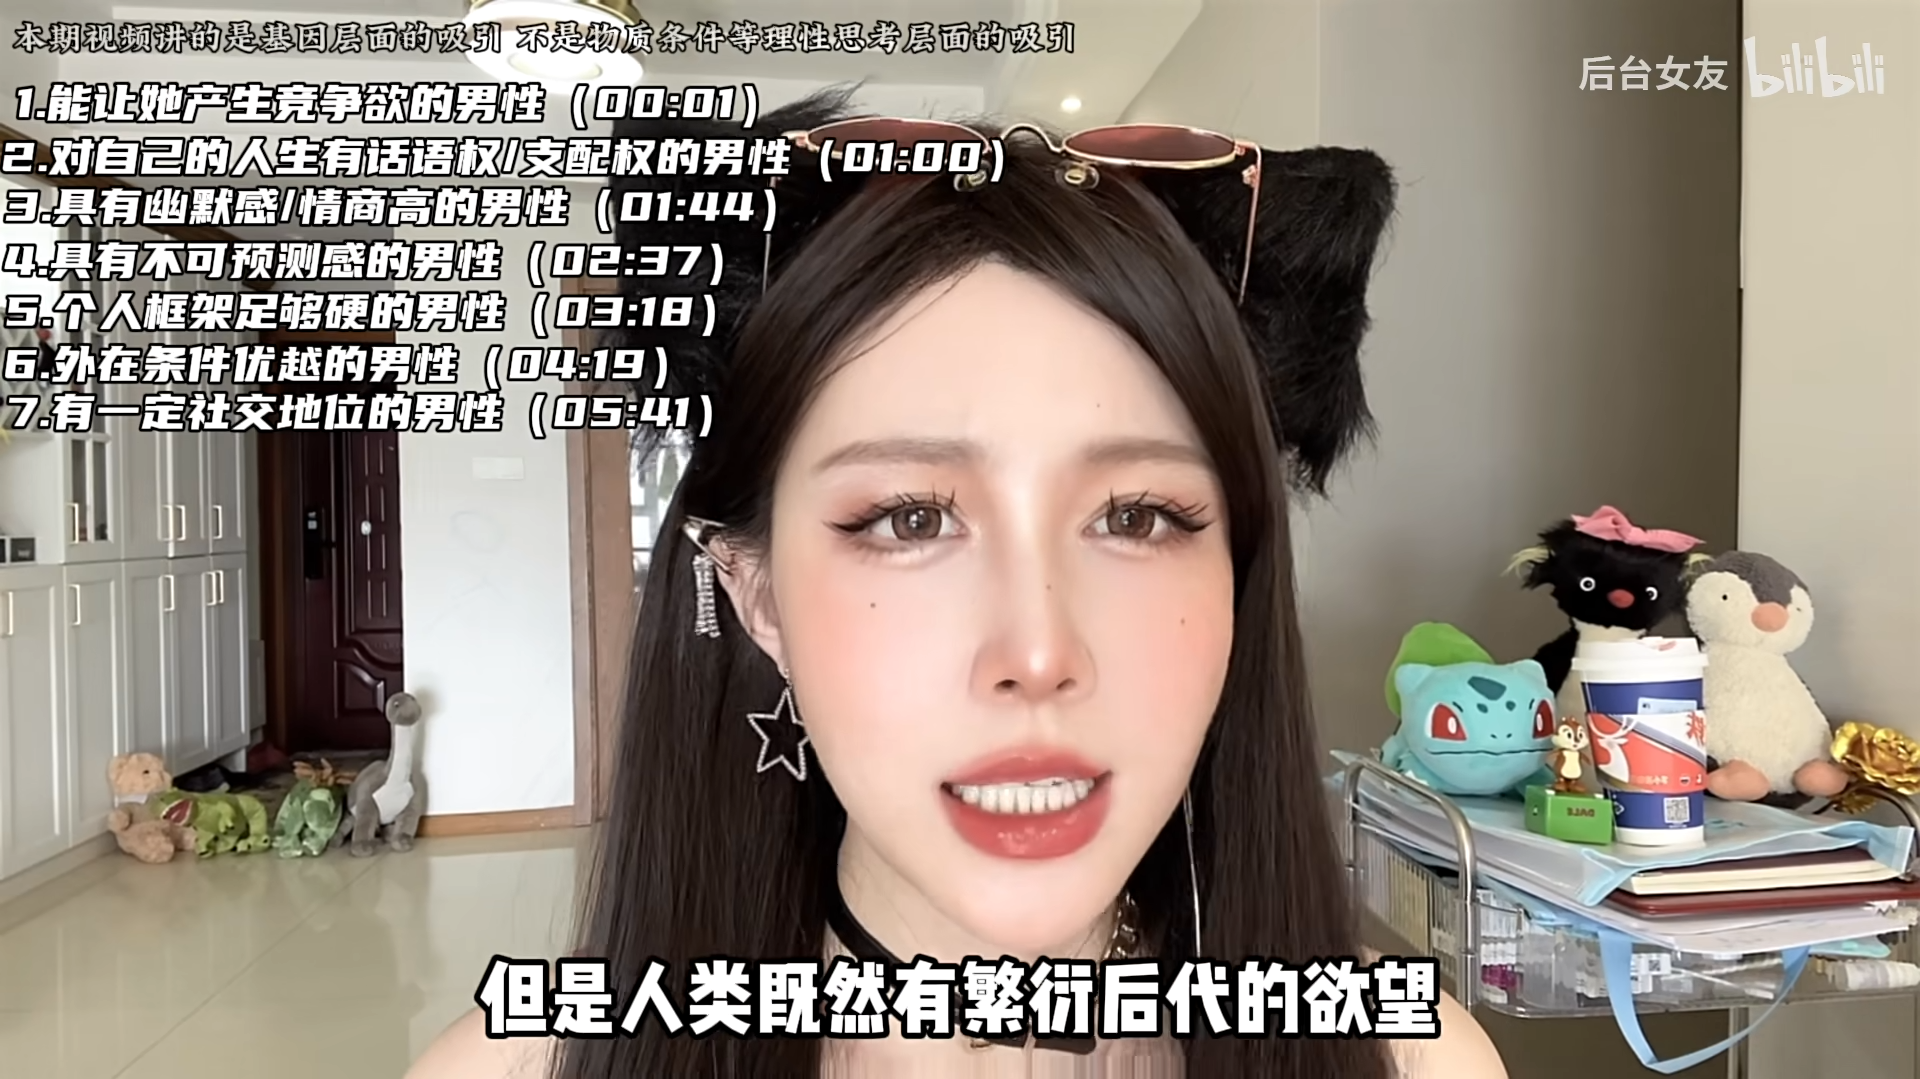 本期视频讲的是基因层面的吸引 不是物质条件等理性思考层面的吸引
后台女友 bilibili
1.能让她产生竞争欲的男性（00:01）
2.对自己的人生有话语权/支配权的男性（01:00）
3.具有幽默感/情商高的男性（01:44）
4.具有不可预测感的男性（02:37）
5.个人框架足够硬的男性（03:18）
6.外在条件优越的男性（04:19）
7.有一定社交地位的男性（05:41）
但是人类既然有繁衍后代的欲望